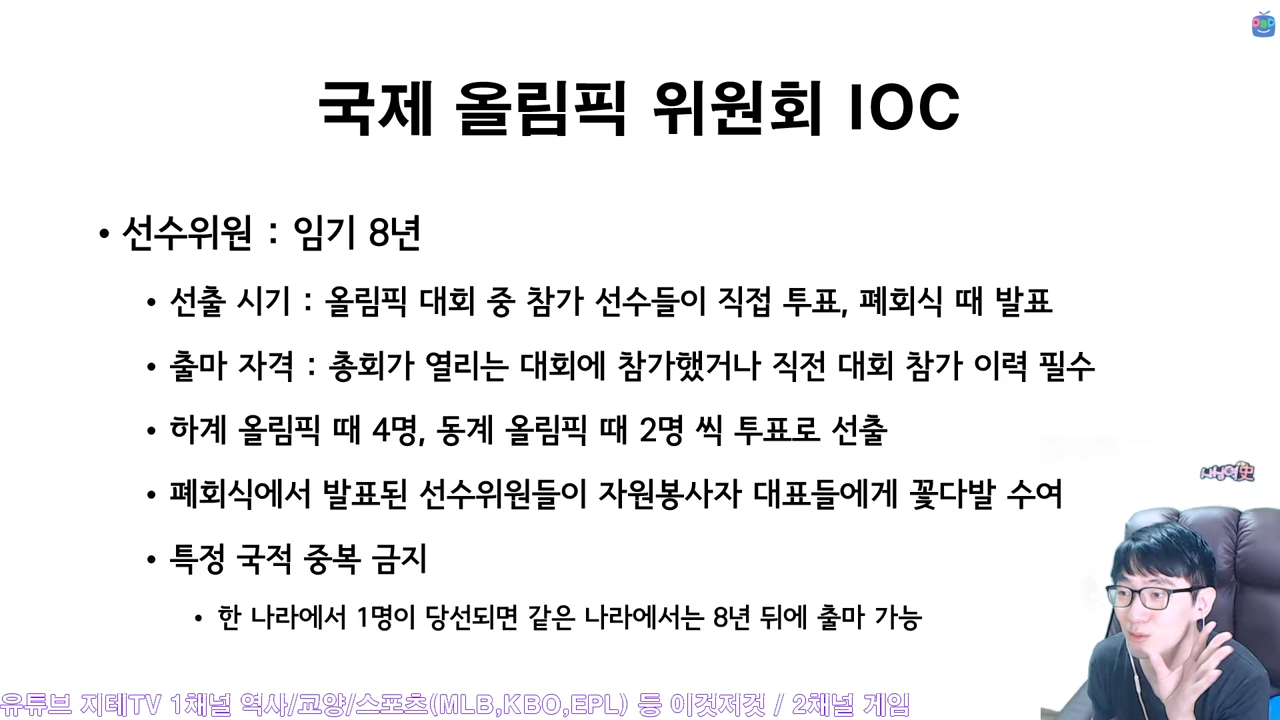 국제 올림픽 위원회 IOC
• 선수위원 : 임기 8년
• 선출 시기 : 올림픽 대회 중 참가 선수들이 직접 투표, 폐회식 때 발표
• 출마 자격 : 총회가 열리는 대회에 참가했거나 직전 대회 참가 이력 필수
• 하계 올림픽 때 4명, 동계 올림픽 때 2명 씩 투표로 선출
• 폐회식에서 발표된 선수위원들이 자원봉사자 대표들에게 꽃다발 수여
• 특정 국적 중복 금지
• 한 나라에서 1명이 당선되면 같은 나라에서는 8년 뒤에 출마 가능
유튜브 지테TV 1채널 역사/교양/스포츠(MLB,KBO,EPL) 등 이것저것 / 2채널 게임